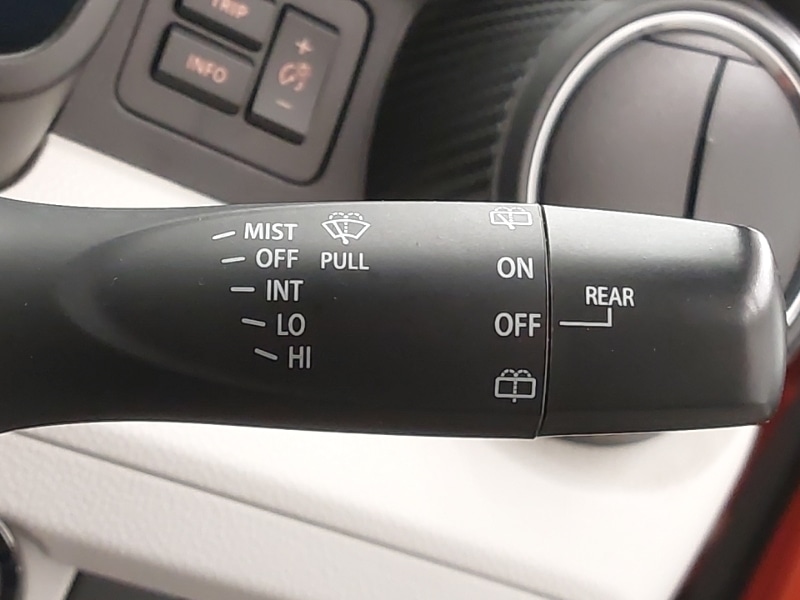 TRIP
INFO
+
-
MIST
OFF PULL
INT
LO
HI
ON
OFF
REAR